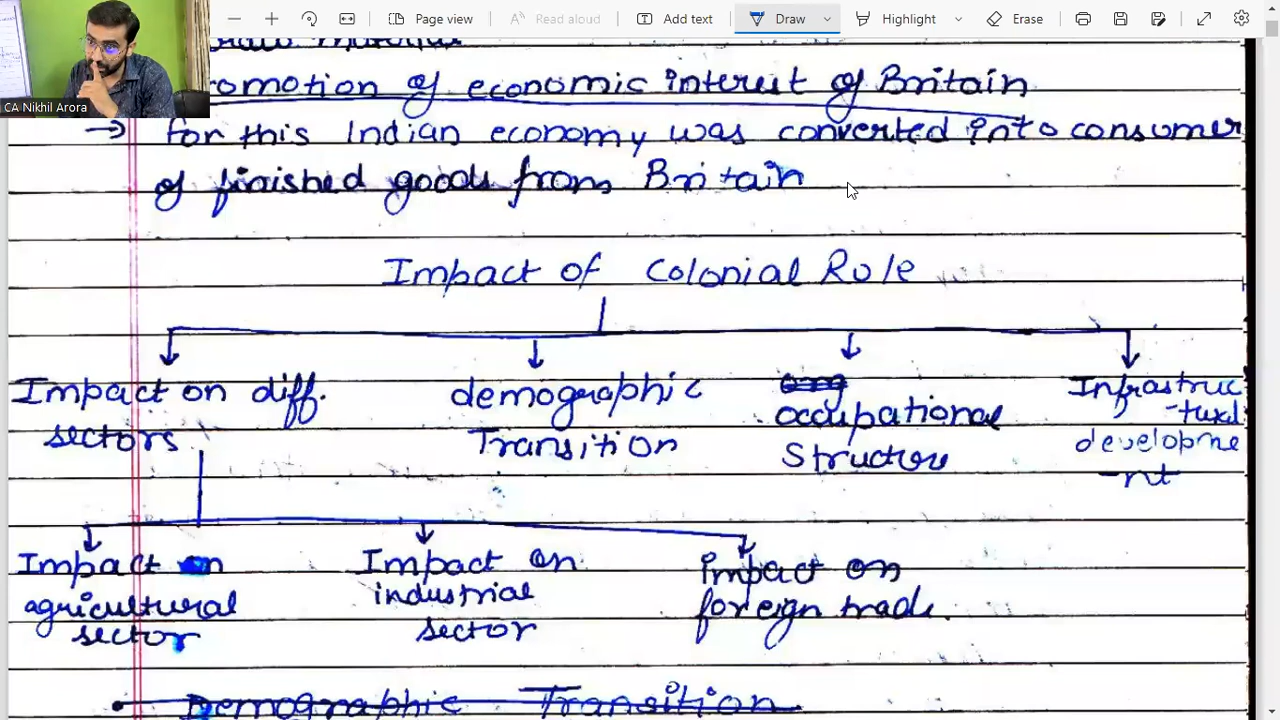 Page view
Read aloud
Add text
Draw
Highlight
Erase
CA Nikhil Arora
romotion of economic interest of Britain
→ for this Indian economy was converted into consumer
of finished goods from Britain
Impact of Colonial Rule
Impact on diff.
sectors
demographic
Transition
occupational
Structure
Infrastruc
-tural
developme
-nt
Impact on
agricultural
sector
Impact on
industrial
sector
impact on
foreign trade.
• Demographic Transition